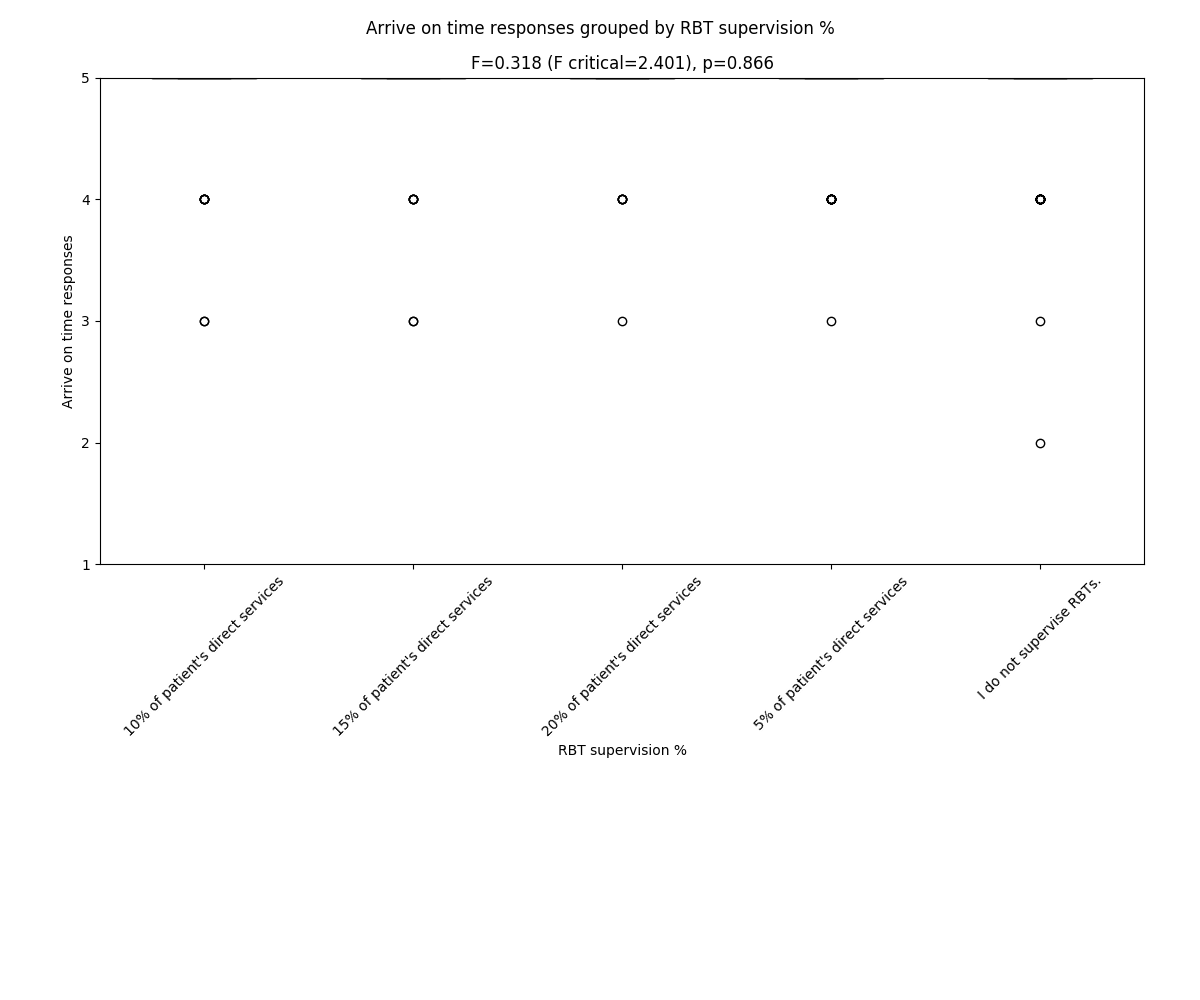 Arrive on time responses grouped by RBT supervision %
F=0.318 (F critical=2.401), p=0.866
5
4
3
2
1
Arrive on time responses
10% of patient's direct services
15% of patient's direct services
20% of patient's direct services
5% of patient's direct services
I do not supervise RBTs.
RBT supervision %